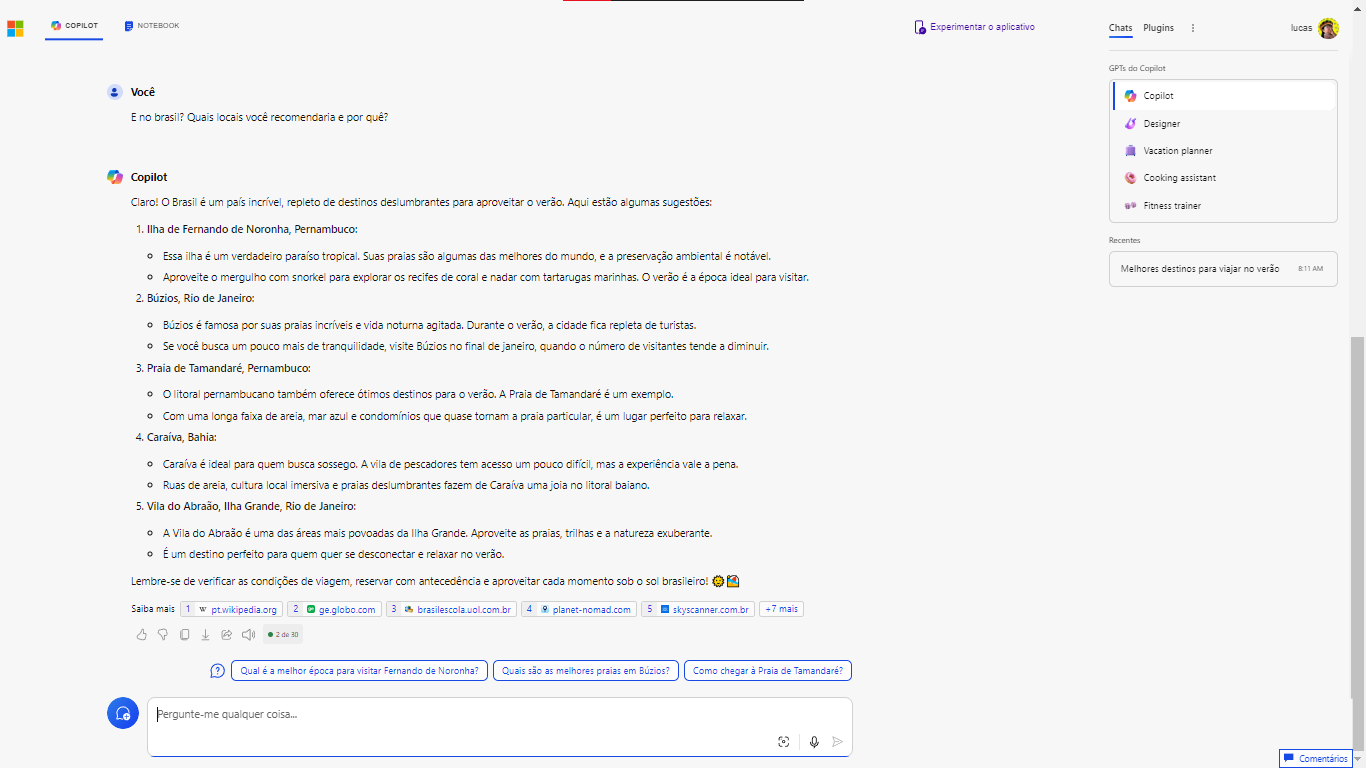 COPILOT
NOTEBOOK
Experimentar o aplicativo
Chats
Plugins
lucas
Você
E no brasil? Quais locais você recomendaria e por quê?
Copilot
Claro! O Brasil é um país incrível, repleto de destinos deslumbrantes para aproveitar o verão. Aqui estão algumas sugestões:
1. Ilha de Fernando de Noronha, Pernambuco:
Essa ilha é um verdadeiro paraíso tropical. Suas praias são algumas das melhores do mundo, e a preservação ambiental é notável.
Aproveite o mergulho com snorkel para explorar os recifes de coral e nadar com tartarugas marinhas. O verão é a época ideal para visitar.
2. Búzios, Rio de Janeiro:
Búzios é famosa por suas praias incríveis e vida noturna agitada. Durante o verão, a cidade fica repleta de turistas.
Se você busca um pouco mais de tranquilidade, visite Búzios no final de janeiro, quando o número de visitantes tende a diminuir.
3. Praia de Tamandaré, Pernambuco:
O litoral pernambucano também oferece ótimos destinos para o verão. A Praia de Tamandaré é um exemplo.
Com uma longa faixa de areia, mar azul e condomínios que quase tornam a praia particular, é um lugar perfeito para relaxar.
4. Caraíva, Bahia:
Caraíva é ideal para quem busca sossego. A vila de pescadores tem acesso um pouco difícil, mas a experiência vale a pena.
Ruas de areia, cultura local imersiva e praias deslumbrantes fazem de Caraíva uma joia no litoral baiano.
5. Vila do Abraão, Ilha Grande, Rio de Janeiro:
A Vila do Abraão é uma das áreas mais povoadas da Ilha Grande. Aproveite as praias, trilhas e a natureza exuberante.
É um destino perfeito para quem quer se desconectar e relaxar no verão.
Lembre-se de verificar as condições de viagem, reservar com antecedência e aproveitar cada momento sob o sol brasileiro! 🌞🏖️
Saiba mais 1 W pt.wikipedia.org 2 ge.globo.com 3 brasilescola.uol.com.br 4 planet-nomad.com 5 skyscanner.com.br +7 mais
2 de 30
Qual é a melhor época para visitar Fernando de Noronha?
Quais são as melhores praias em Búzios?
Como chegar à Praia de Tamandaré?
Pergunte-me qualquer coisa...
GPTs do Copilot
Copilot
Designer
Vacation planner
Cooking assistant
Fitness trainer
Recentes
Melhores destinos para viajar no verão 8:11 AM
Comentários